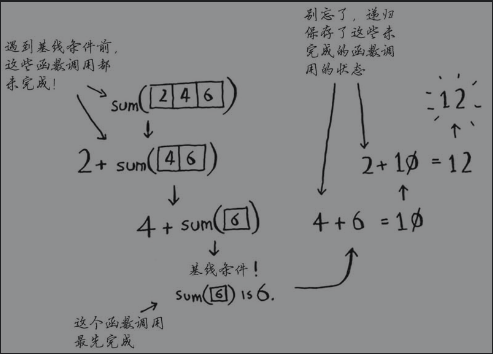 遇到基线条件前,
这些函数调用都
未完成!
sum(2 4 6)
2 + sum(4 6)
4 + sum(6)
基线条件!
sum(6) is 6.
这个函数调用
最先完成
别忘了，递归
保存了这些未
完成的函数调
用的状态
4 + 6 = 10
2 + 10 = 12
12